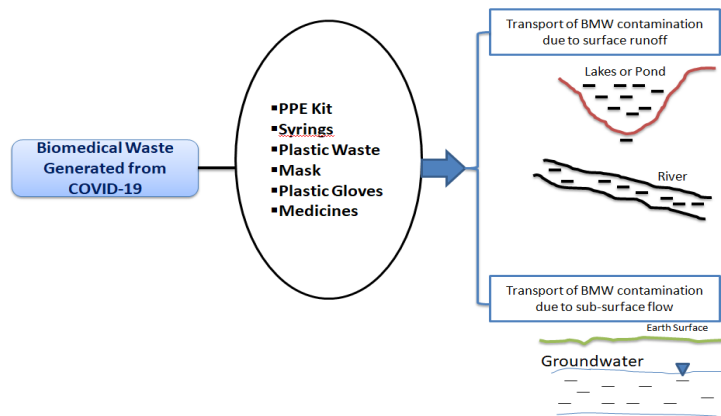 Biomedical Waste
Generated from
COVID-19
▪PPE Kit
▪Syrings
▪Plastic Waste
▪Mask
▪Plastic Gloves
▪Medicines
Transport of BMW contamination
due to surface runoff
Lakes or Pond
River
Transport of BMW contamination
due to sub-surface flow
Earth Surface
Groundwater